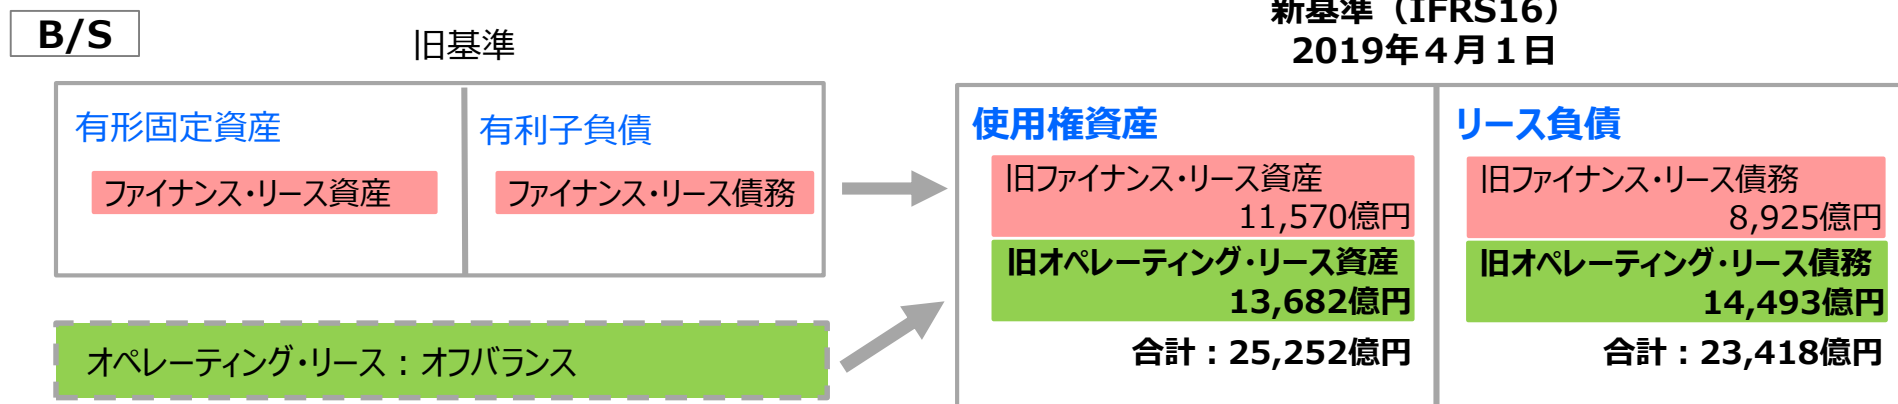 B/S
旧基準
新基準（IFRS16）
2019年４月１日
有形固定資産
ファイナンス・リース資産
有利子負債
ファイナンス・リース債務
オペレーティング・リース：オフバランス
使用権資産
旧ファイナンス・リース資産
11,570億円
旧オペレーティング・リース資産
13,682億円
合計：25,252億円
リース負債
旧ファイナンス・リース債務
8,925億円
旧オペレーティング・リース債務
14,493億円
合計：23,418億円